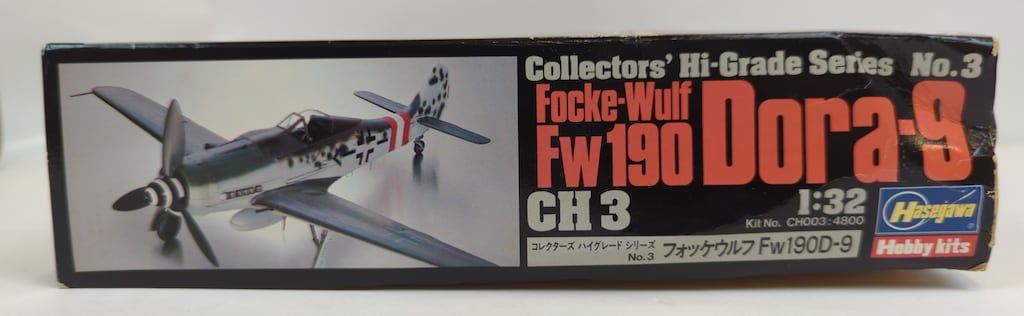 Collectors' Hi-Grade Series No.3
Focke-Wulf
Fw190 Dora-9
CH 3
1:32
Kit No. CH003:4800
コレクターズ ハイグレード シリーズ
No.3 フォッケウルフ Fw190D-9
Hasegawa
Hobby kits